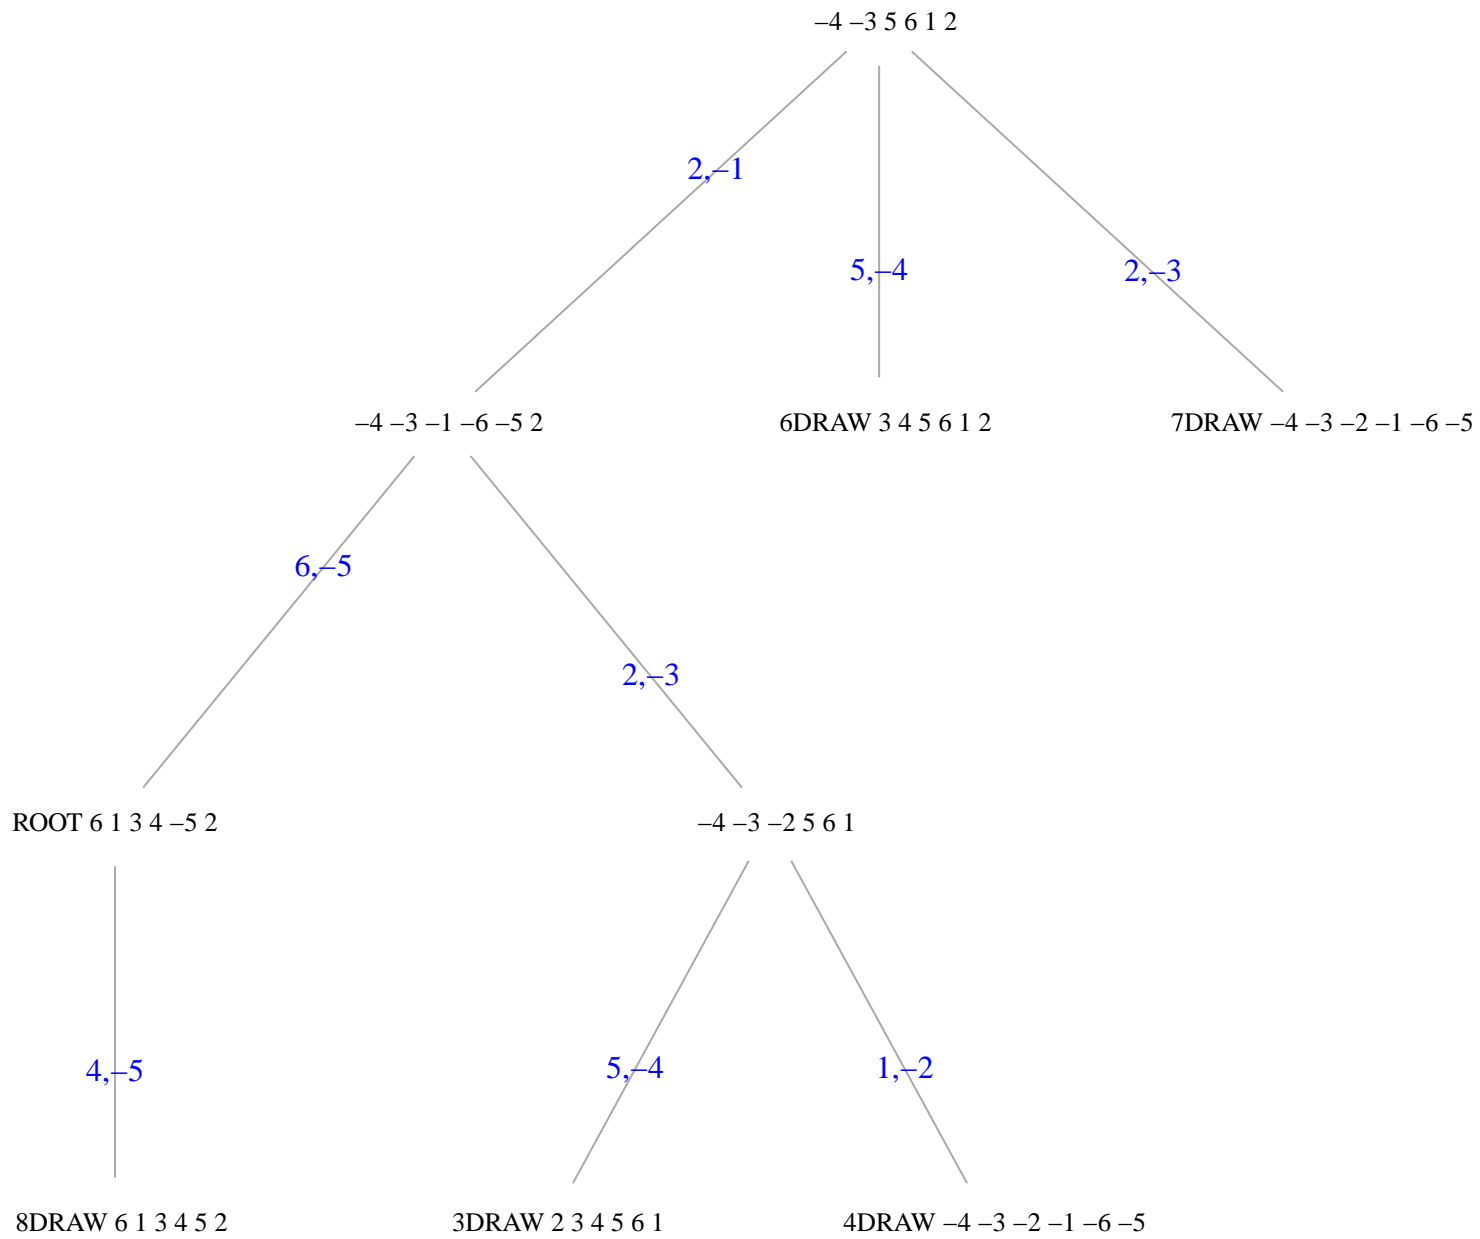 –4 –3 5 6 1 2
2,–1
5,–4
2,–3
–4 –3 –1 –6 –5 2
6DRAW 3 4 5 6 1 2
7DRAW –4 –3 –2 –1 –6 –5
6,–5
2,–3
ROOT 6 1 3 4 –5 2
–4 –3 –2 5 6 1
4,–5
5,–4
1,–2
8DRAW 6 1 3 4 5 2
3DRAW 2 3 4 5 6 1
4DRAW –4 –3 –2 –1 –6 –5